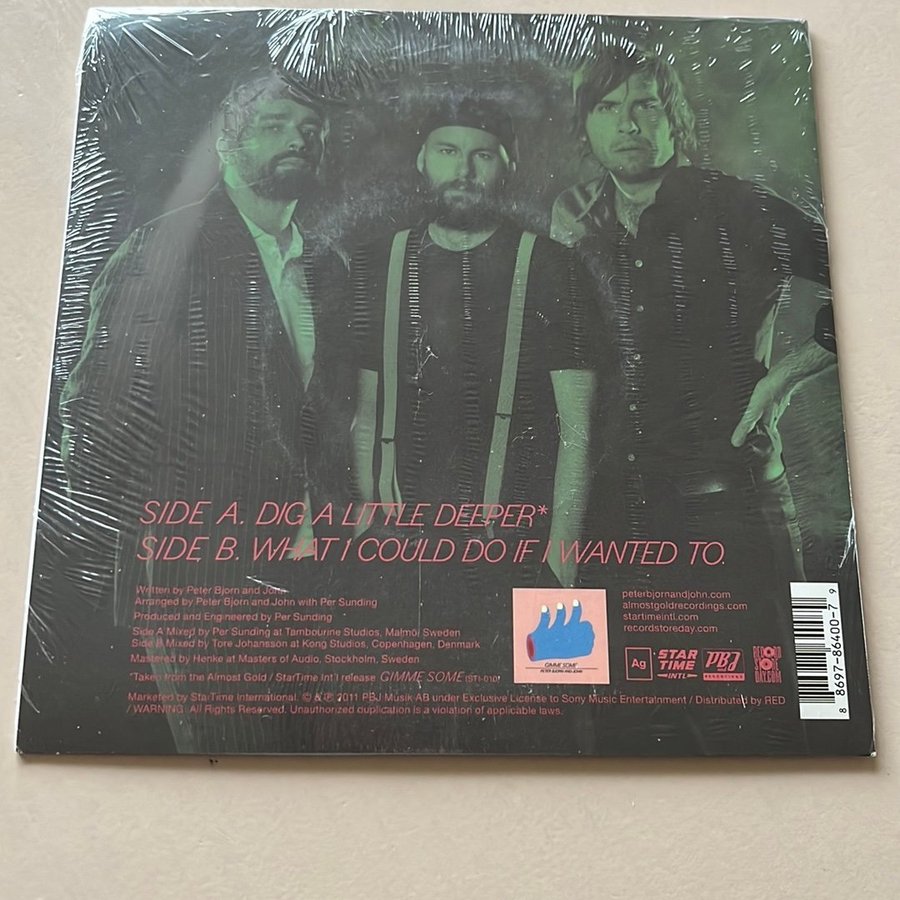 SIDE A. DIG A LITTLE DEEPER*
SIDE B. WHAT I COULD DO IF I WANTED TO.
Written by Peter Bjorn and John
Arranged by Peter Bjorn and John with Per Sunding
Produced and Engineered by Per Sunding
Side A Mixed by Per Sunding at Tambourine Studios, Malmöi Sweden
Side B Mixed by Tore Johansson at Kong Studios, Copenhagen, Denmark
Mastered by Henke at Masters of Audio, Stockholm, Sweden
*Taken from the Almost Gold / StarTime Int'l release GIMME SOME (STI-010)
Marketed by StarTime International. © & ℗ 2011 PBJ Musik AB under Exclusive License to Sony Music Entertainment / Distributed by RED
/ WARNING: All Rights Reserved. Unauthorized duplication is a violation of applicable laws.
GIMME SOME
PETER BJORN AND JOHN
peterbjornandjohn.com
almostgoldrecordings.com
startimeintl.com
recordstoreday.com
Ag
STAR
TIME
INTL
PBJ
RECORDINGS
RECORD
STORE
DAY.COM
8 8697-86400-7 9